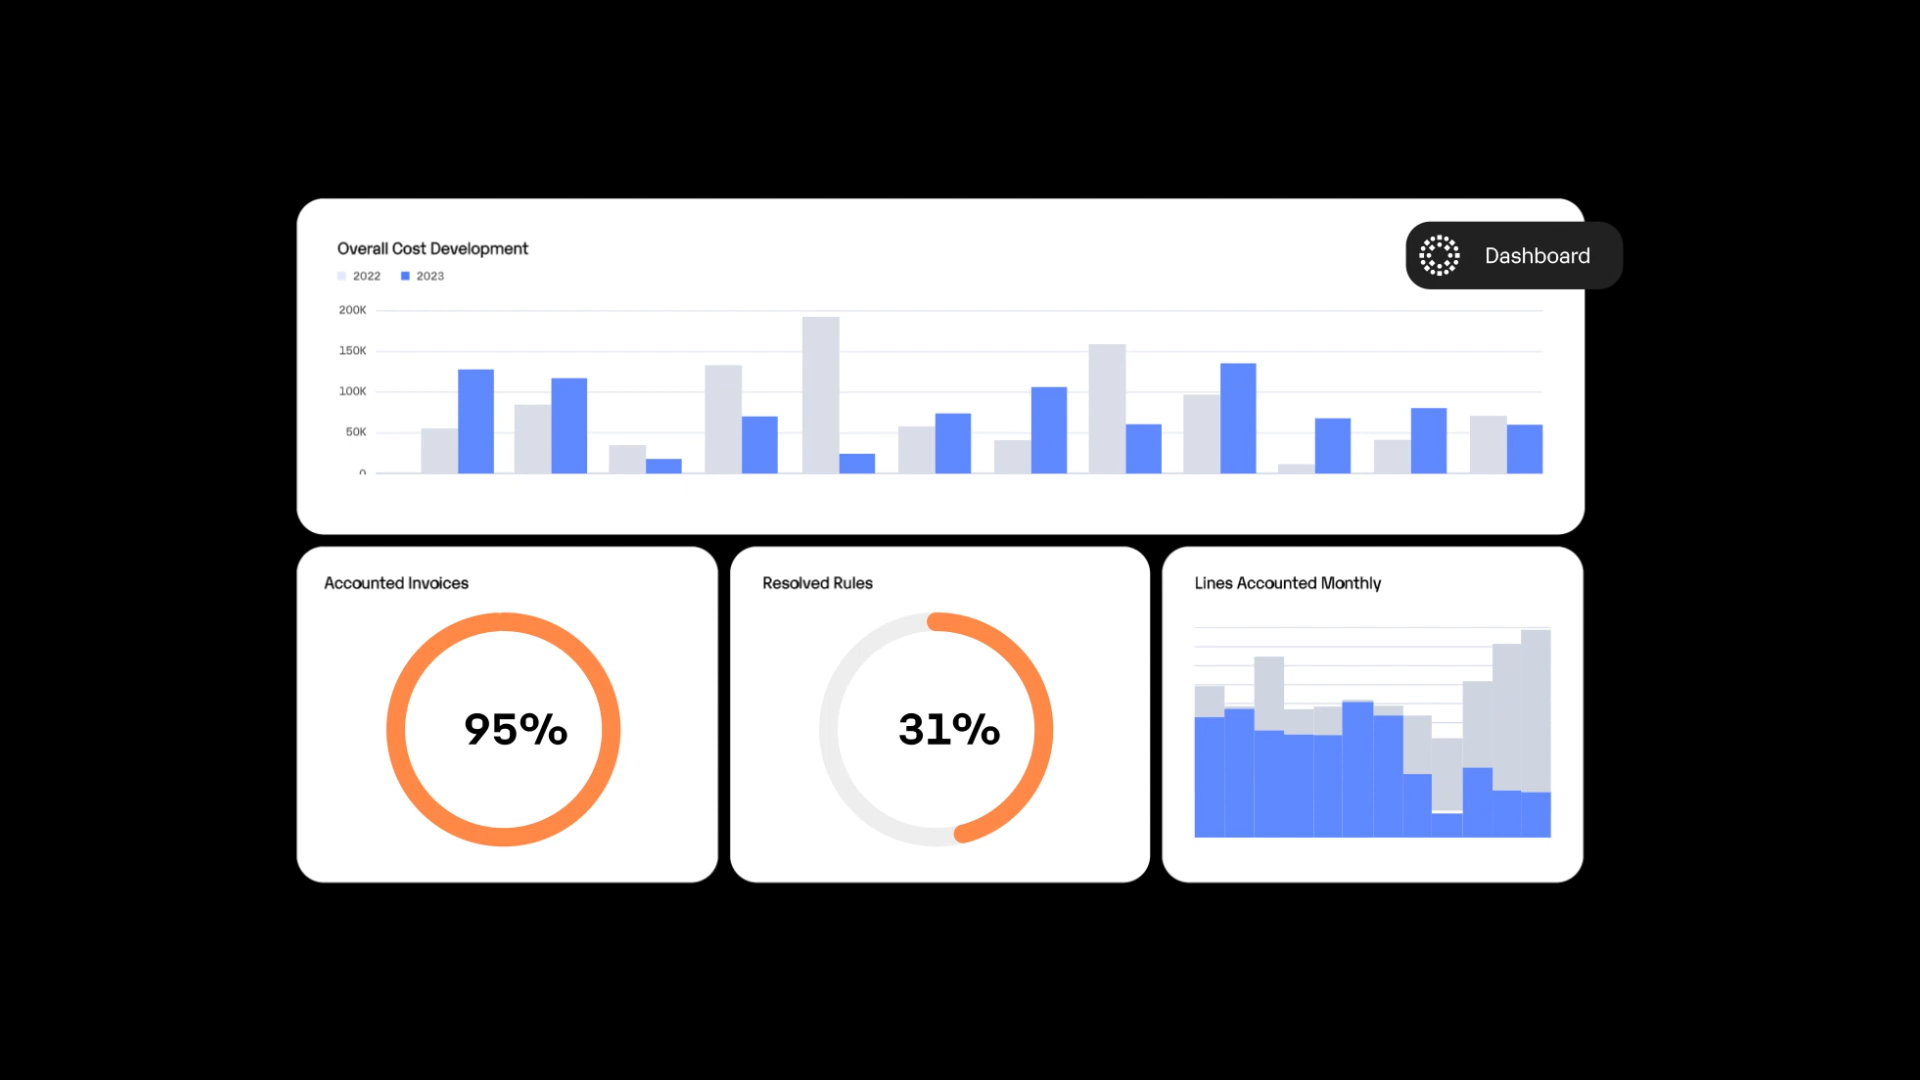 Overall Cost Development
2022 2023
Dashboard
200K
150K
100K
50K
0
Accounted Invoices
95%
Resolved Rules
31%
Lines Accounted Monthly